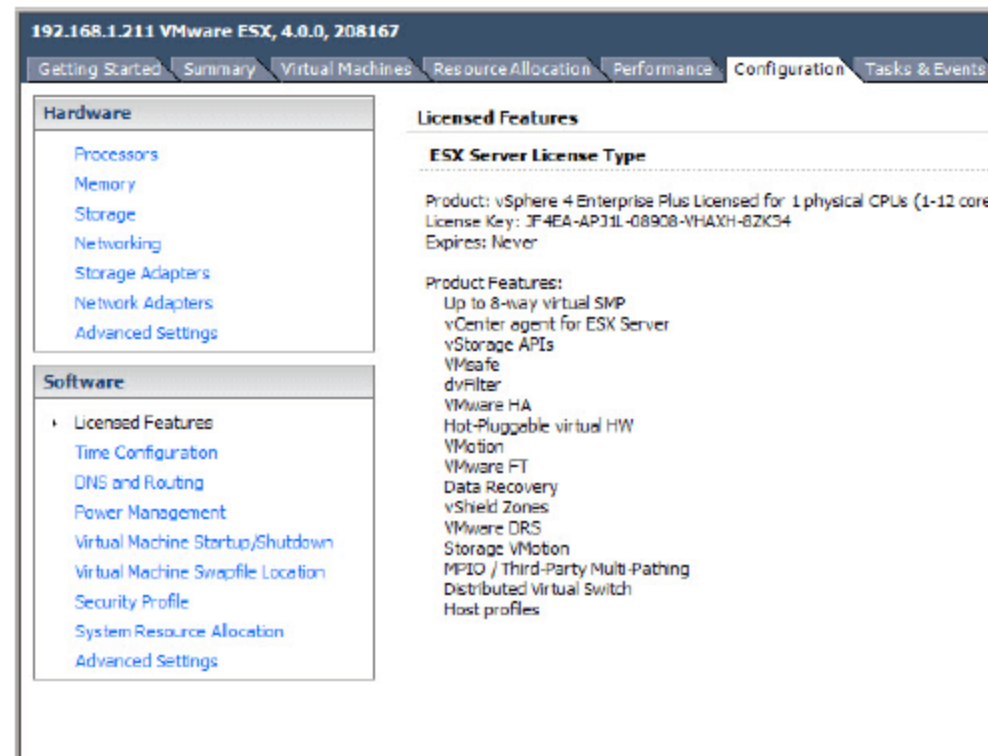 192.168.1.211 VMware ESX, 4.0.0, 208167
Getting Started Summary Virtual Machines Resource Allocation Performance Configuration Tasks & Events
Hardware
Processors
Memory
Storage
Networking
Storage Adapters
Network Adapters
Advanced Settings
Software
Licensed Features
Time Configuration
DNS and Routing
Power Management
Virtual Machine Startup/Shutdown
Virtual Machine Swapfile Location
Security Profile
System Resource Allocation
Advanced Settings
Licensed Features
ESX Server License Type
Product: vSphere 4 Enterprise Plus Licensed for 1 physical CPUs (1-12 core
License Key:
Expires: Never
Product Features:
Up to 8-way virtual SMP
vCenter agent for ESX Server
vStorage APIs
VMsafe
dvFilter
VMware HA
Hot-Pluggable virtual HW
VMotion
VMware FT
Data Recovery
vShield Zones
VMware DRS
Storage VMotion
MPIO / Third-Party Multi-Pathing
Distributed Virtual Switch
Host profiles